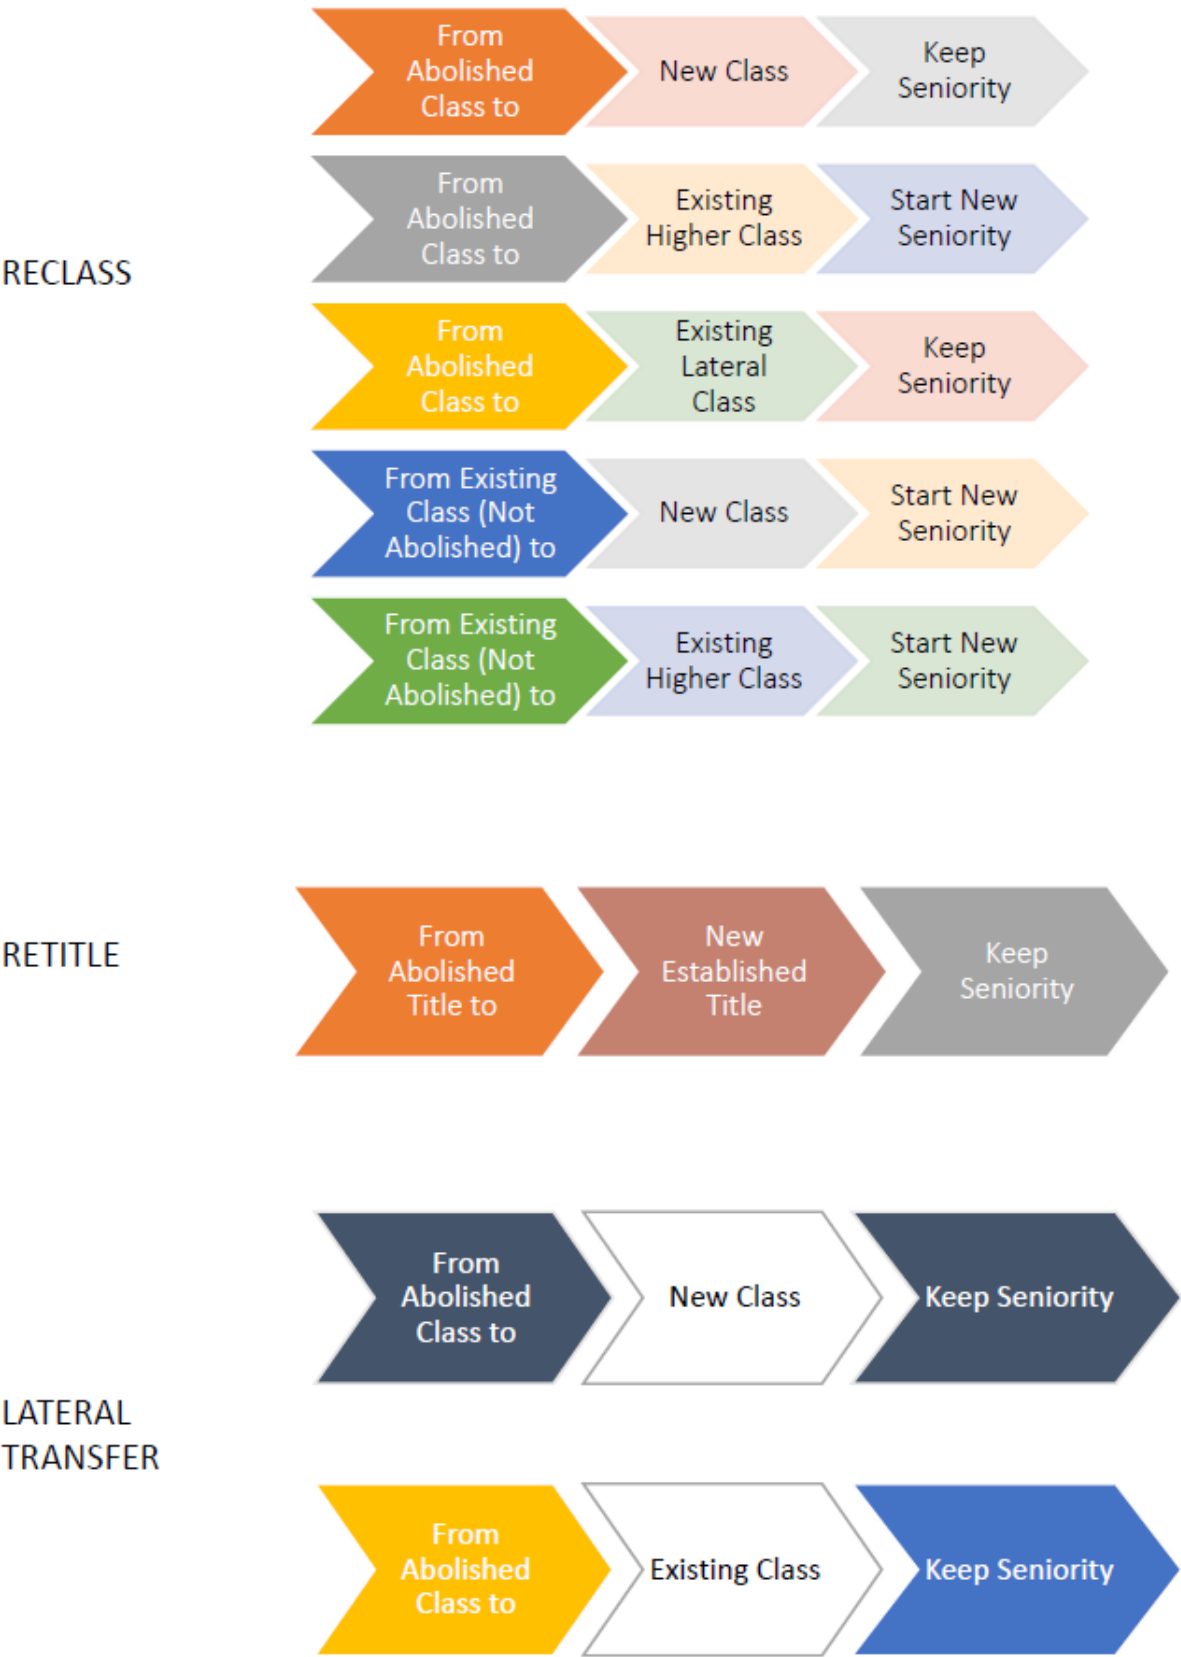 RECLASS
From
Abolished
Class to
New Class
Keep
Seniority
From
Abolished
Class to
Existing
Higher Class
Start New
Seniority
From
Abolished
Class to
Existing
Lateral
Class
Keep
Seniority
From Existing
Class (Not
Abolished) to
New Class
Start New
Seniority
From Existing
Class (Not
Abolished) to
Existing
Higher Class
Start New
Seniority
RETITLE
From
Abolished
Title to
New
Established
Title
Keep
Seniority
LATERAL
TRANSFER
From
Abolished
Class to
New Class
Keep Seniority
From
Abolished
Class to
Existing Class
Keep Seniority